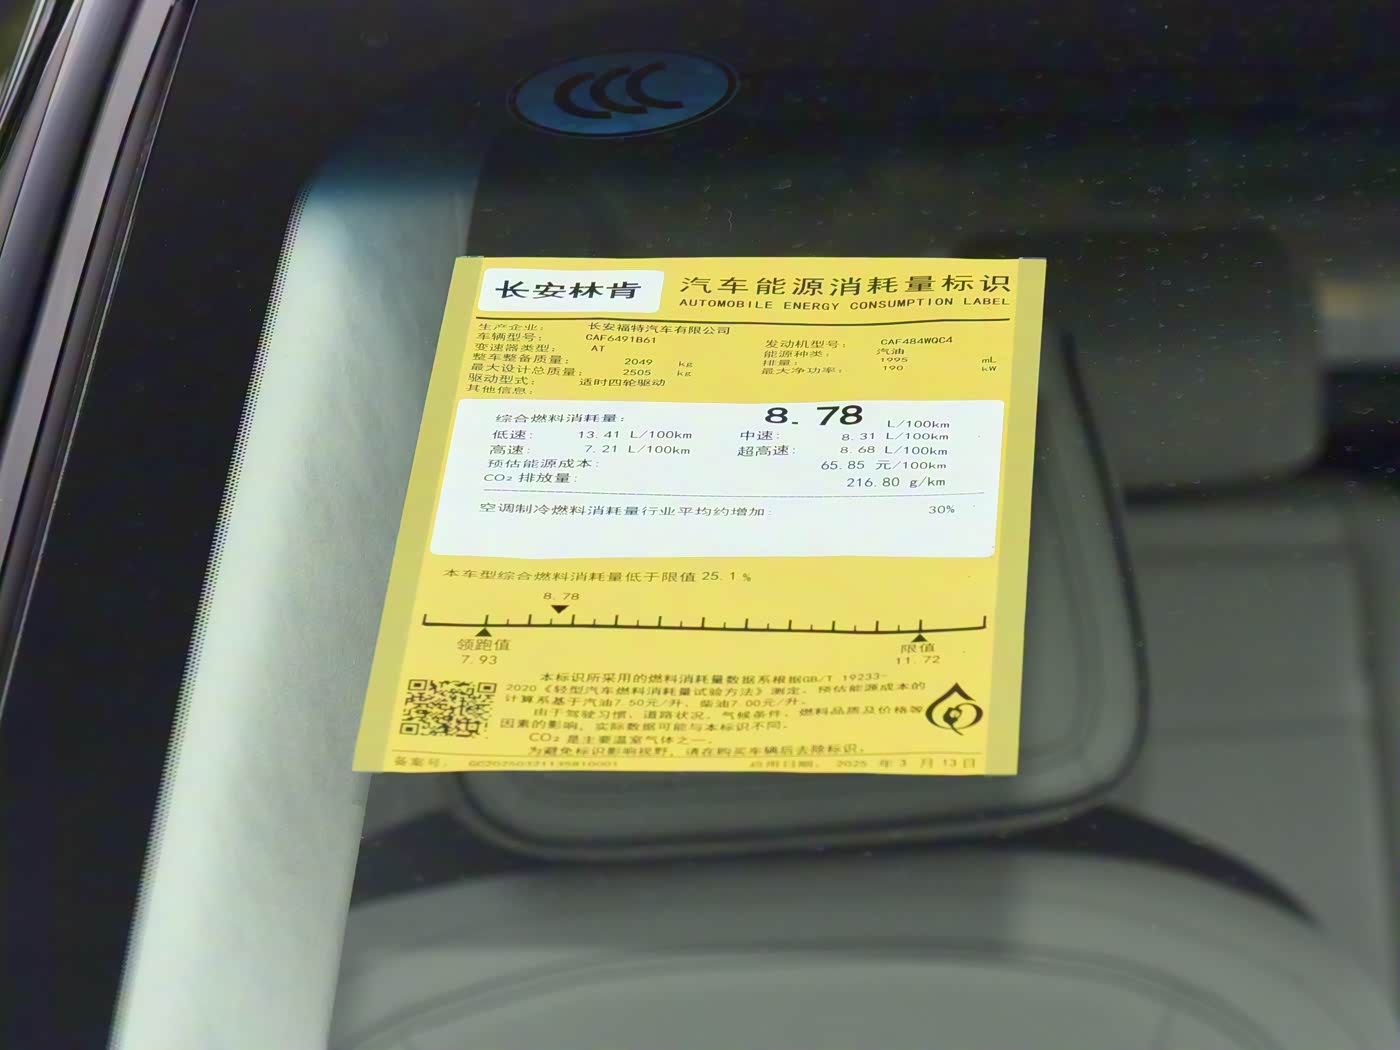 长安林肯
汽车能源消耗量标识
AUTOMOBILE ENERGY CONSUMPTION LABEL
生产企业: 长安福特汽车有限公司
车辆型号: CAF6491B61
发动机型号: CAF484WQC4
变速器类型: AT
能源种类: 汽油
整车整备质量: 2049 kg
排量: 1995 mL
最大设计总质量: 2505 kg
最大净功率: 190 kW
驱动型式: 适时四轮驱动
其他信息:
综合燃料消耗量: 8.78 L/100km
低速: 13.41 L/100km 中速: 8.31 L/100km
高速: 7.21 L/100km 超高速: 8.68 L/100km
预估能源成本: 65.85 元/100km
CO₂ 排放量: 216.80 g/km
空调制冷燃料消耗量行业平均约增加: 30%
本车型综合燃料消耗量低于限值 25.1 %
8.78
领跑值 限值
7.93 11.72
本标识所采用的燃料消耗量数据系根据GB/T 19233-
2020《轻型汽车燃料消耗量试验方法》测定。预估能源成本的
计算系基于汽油7.50元/升、柴油7.00元/升。
由于驾驶习惯、道路状况、气候条件、燃料品质及价格等
因素的影响，实际数据可能与本标识不同。
CO₂ 是主要温室气体之一。
为避免标识影响视野，请在购买车辆后去除标识。
备案号: 启用日期: 2025 年 3 月 13 日